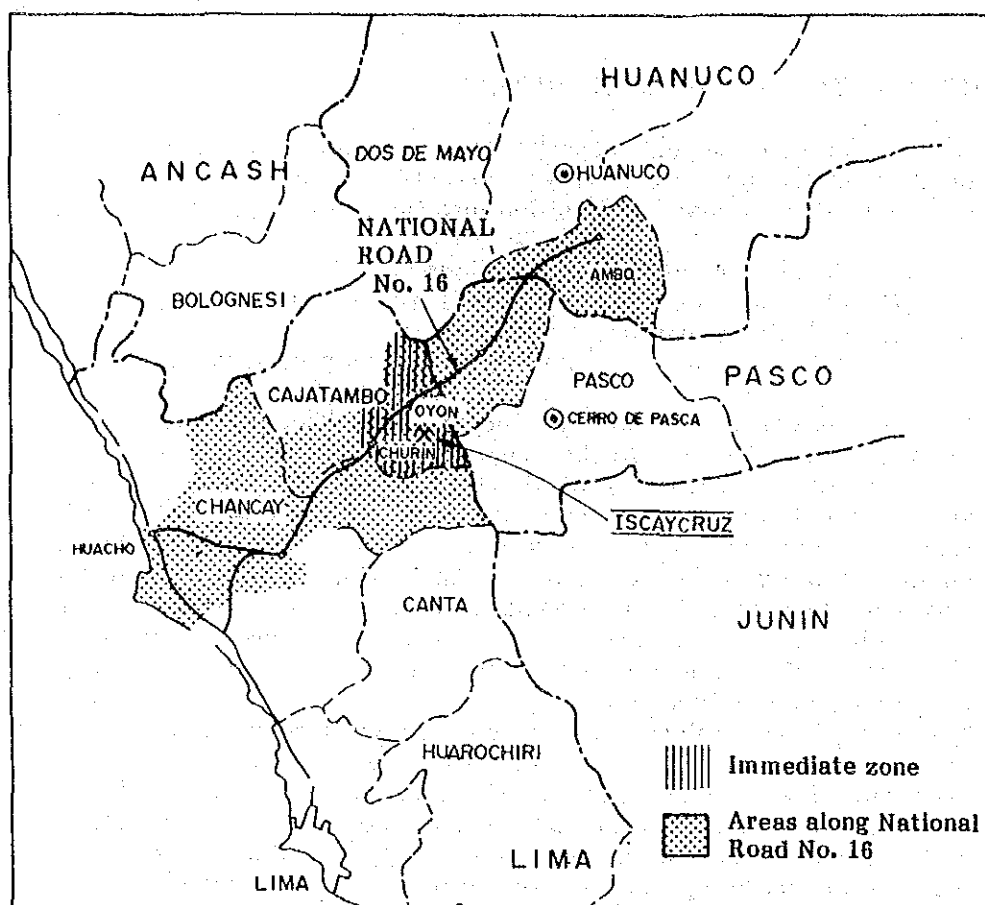 HUANUCO
DOS DE MAYO
ANCASH
HUANUCO
NATIONAL
ROAD
No. 16
AMBO
BOLOGNESI
PASCO
PASCO
CAJATAMBO
OYON
CERRO DE PASCA
CHURIN
CHANCAY
ISCAYCRUZ
HUACHO
CANTA
JUNIN
HUAROCHIRI
Immediate zone
Areas along National
Road No. 16
LIMA
LIMA